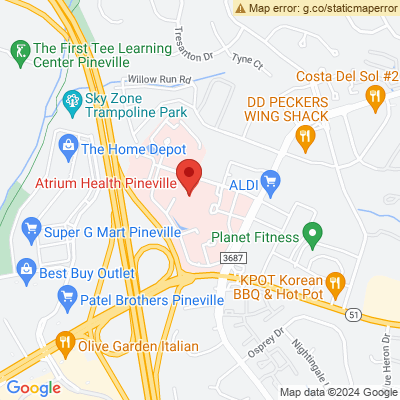 Map error: g.co/staticmaperror
The First Tee Learning
Center Pineville
Tresanton Dr
Tyne Ct
Willow Run Rd
Costa Del Sol #2
Sky Zone
Trampoline Park
DD PECKERS
WING SHACK
The Home Depot
Atrium Health Pineville
ALDI
Super G Mart Pineville
Planet Fitness
3687
Best Buy Outlet
KPOT Korean
BBQ & Hot Pot
Patel Brothers Pineville
51
Olive Garden Italian
Osprey Dr
Nightingale
ue Heron Dr
Google
Map data ©2024 Google